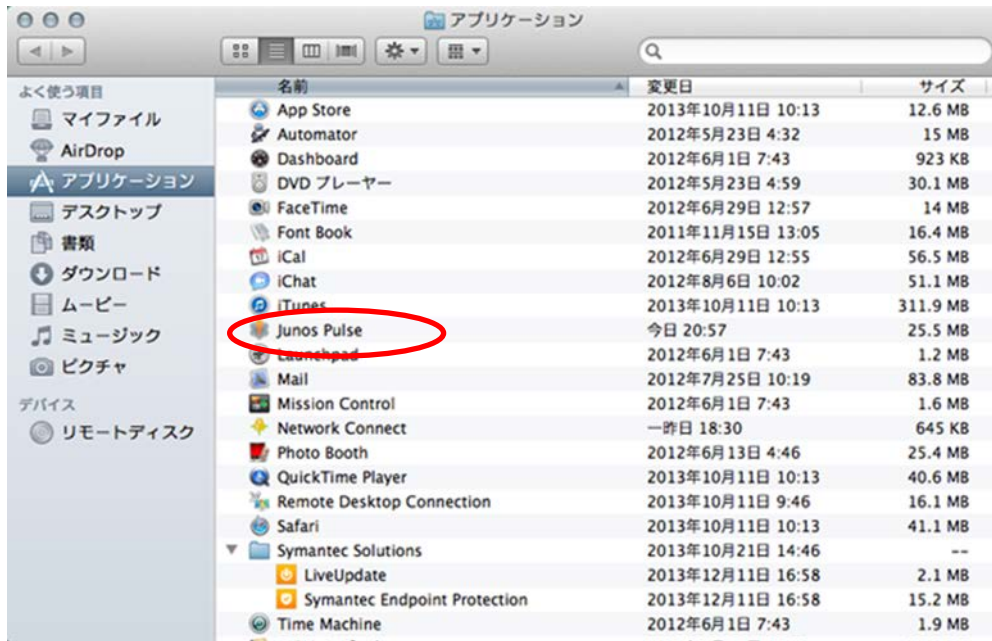 アプリケーション
よく使う項目
マイファイル
AirDrop
アプリケーション
デスクトップ
書類
ダウンロード
ムービー
ミュージック
ピクチャ
デバイス
リモートディスク
名前 変更日 サイズ
App Store 2013年10月11日 10:13 12.6 MB
Automator 2012年5月23日 4:32 15 MB
Dashboard 2012年6月1日 7:43 923 KB
DVD プレーヤー 2012年5月23日 4:59 30.1 MB
FaceTime 2012年6月29日 12:57 14 MB
Font Book 2011年11月15日 13:05 16.4 MB
iCal 2012年6月29日 12:55 56.5 MB
iChat 2012年8月6日 10:02 51.1 MB
iTunes 2013年10月11日 10:13 311.9 MB
Junos Pulse 今日 20:57 25.5 MB
Launchpad 2012年6月1日 7:43 1.2 MB
Mail 2012年7月25日 10:19 83.8 MB
Mission Control 2012年6月1日 7:43 1.6 MB
Network Connect 一昨日 18:30 645 KB
Photo Booth 2012年6月13日 4:46 25.4 MB
QuickTime Player 2013年10月11日 10:13 40.6 MB
Remote Desktop Connection 2013年10月11日 9:46 16.1 MB
Safari 2013年10月11日 10:13 41.1 MB
Symantec Solutions 2013年10月21日 14:46 --
LiveUpdate 2013年12月11日 16:58 2.1 MB
Symantec Endpoint Protection 2013年12月11日 16:58 15.2 MB
Time Machine 2012年6月1日 7:43 1.9 MB